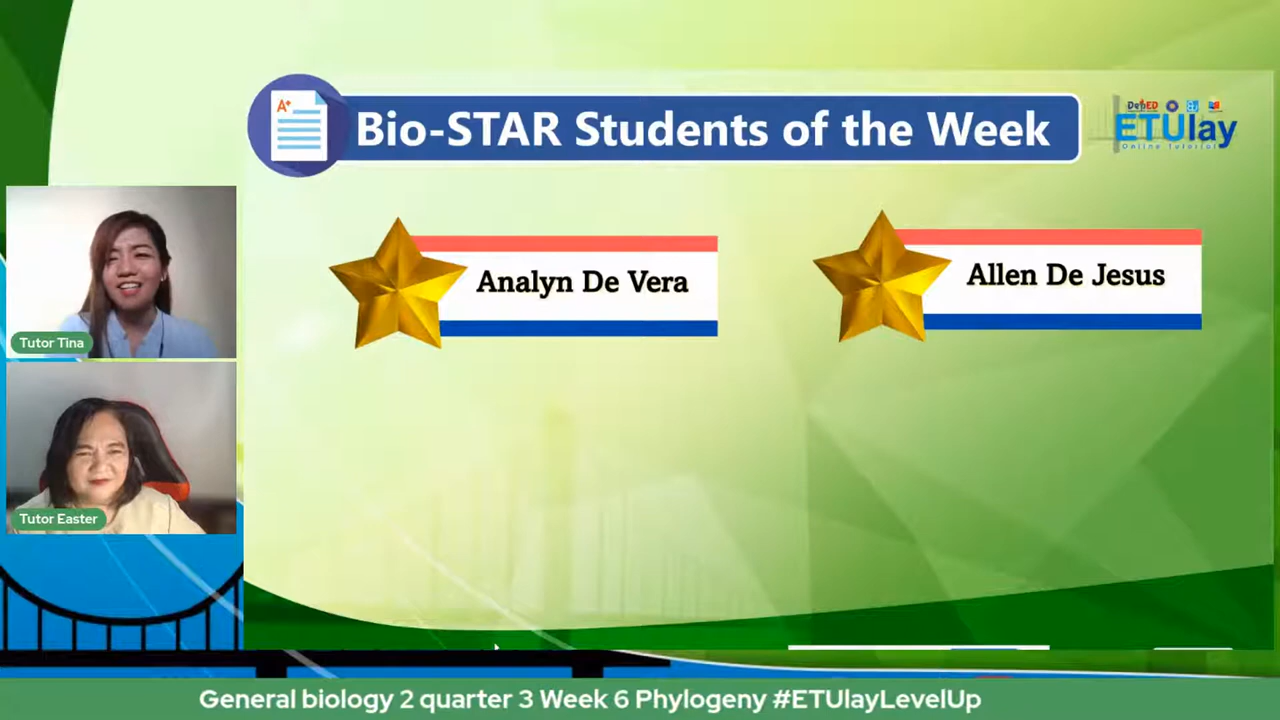 A+
Bio-STAR Students of the Week
DepED
ETUlay
Online Tutorial
Analyn De Vera
Allen De Jesus
Tutor Tina
Tutor Easter
General biology 2 quarter 3 Week 6 Phylogeny #ETUlayLevelUp